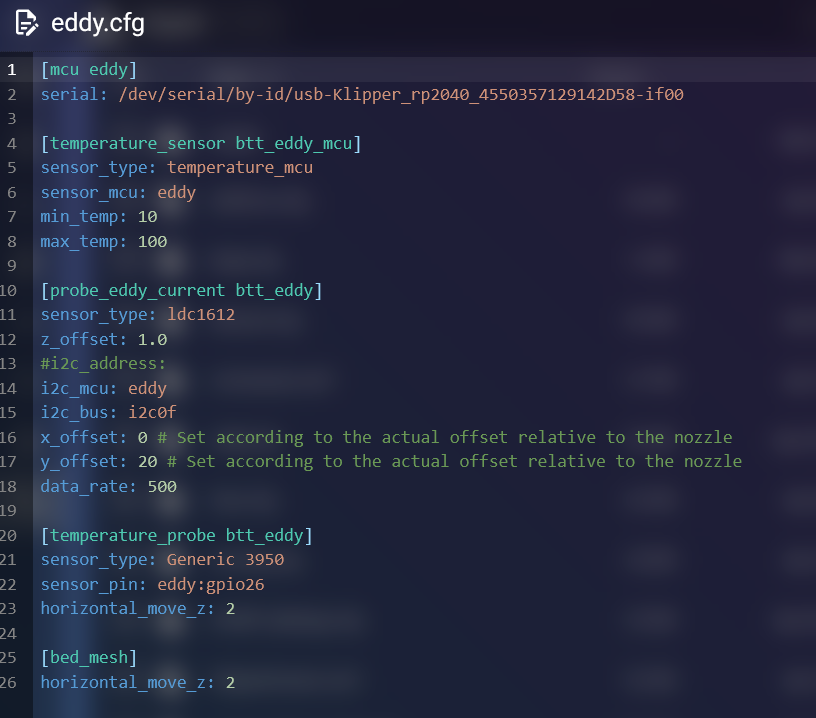 eddy.cfg
1 [mcu eddy]
2 serial: /dev/serial/by-id/usb-Klipper_rp2040_4550357129142D58-if00
3
4 [temperature_sensor btt_eddy_mcu]
5 sensor_type: temperature_mcu
6 sensor_mcu: eddy
7 min_temp: 10
8 max_temp: 100
9
10 [probe_eddy_current btt_eddy]
11 sensor_type: ldc1612
12 z_offset: 1.0
13 #i2c_address:
14 i2c_mcu: eddy
15 i2c_bus: i2c0f
16 x_offset: 0 # Set according to the actual offset relative to the nozzle
17 y_offset: 20 # Set according to the actual offset relative to the nozzle
18 data_rate: 500
19
20 [temperature_probe btt_eddy]
21 sensor_type: Generic 3950
22 sensor_pin: eddy:gpio26
23 horizontal_move_z: 2
24
25 [bed_mesh]
26 horizontal_move_z: 2